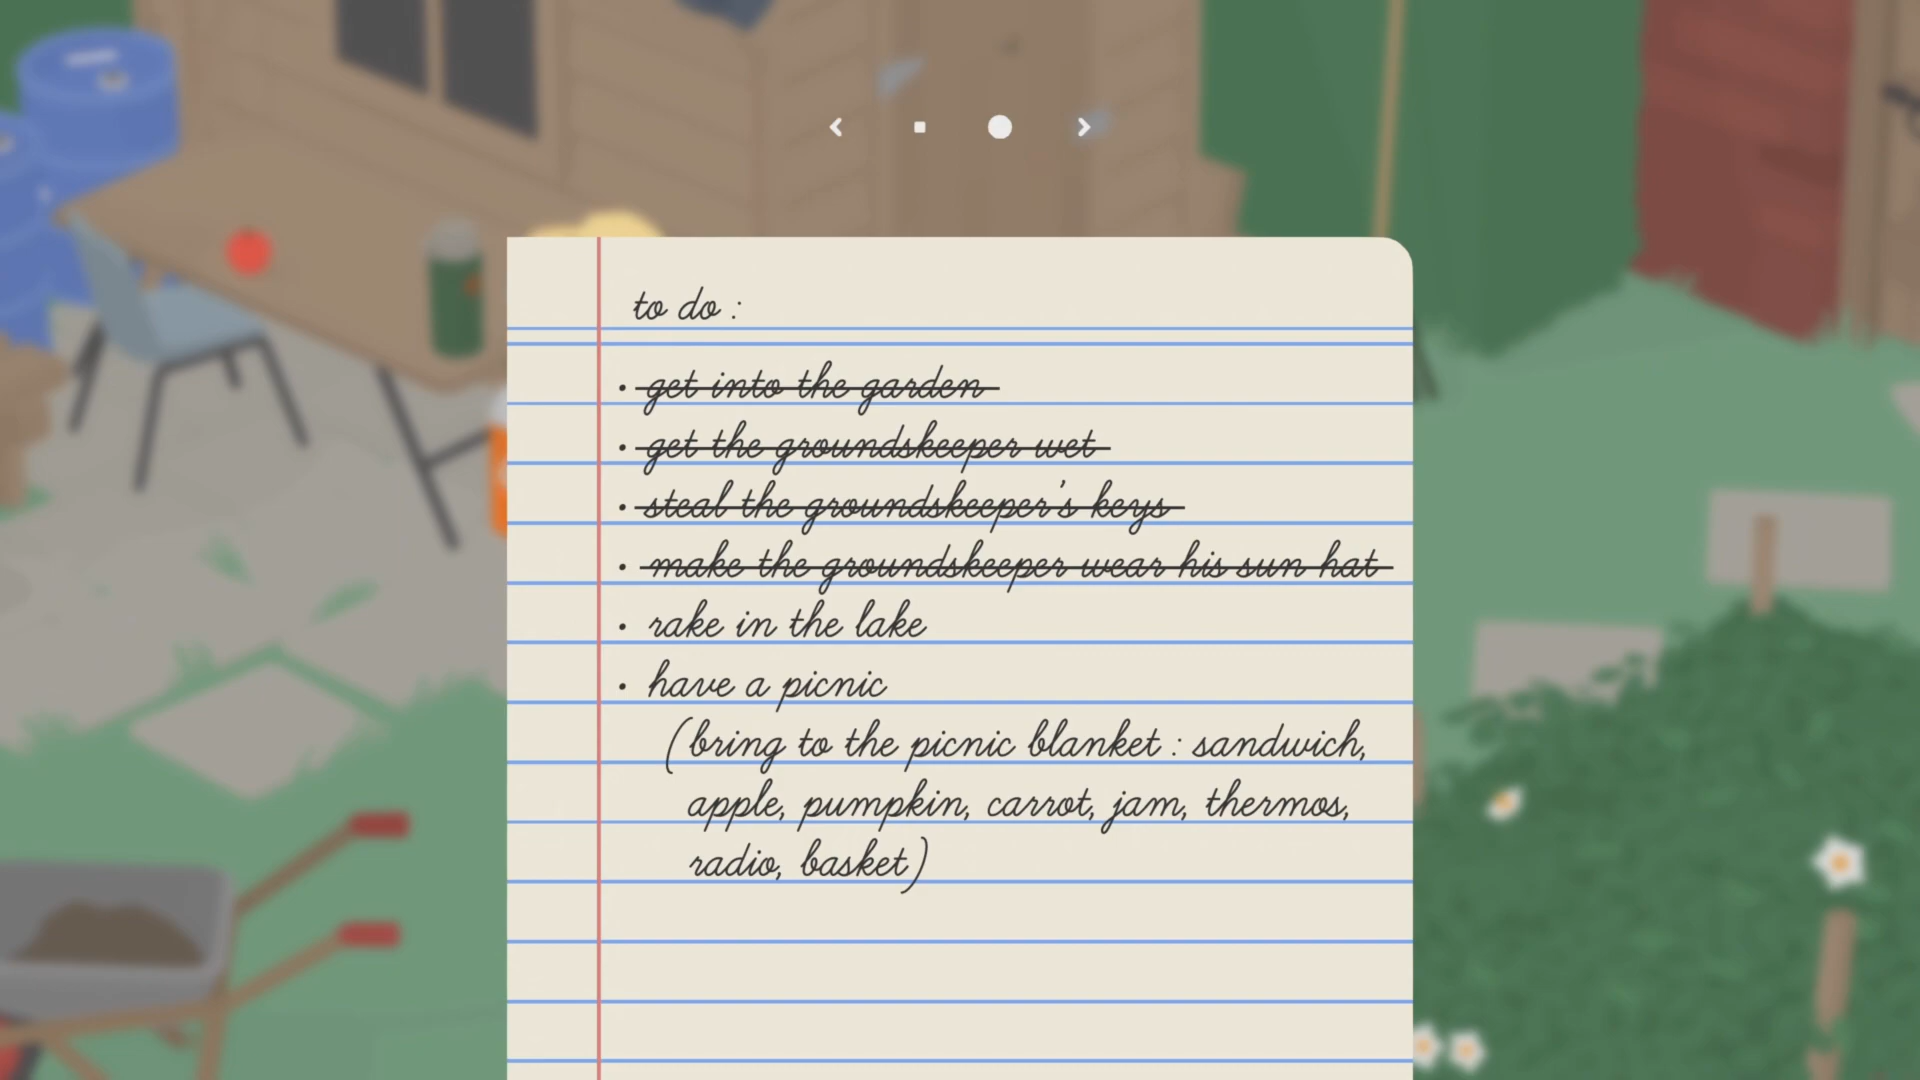 to do :
• get into the garden
• get the groundskeeper wet
• steal the groundskeeper's keys
• make the groundskeeper wear his sun hat
• rake in the lake
• have a picnic
(bring to the picnic blanket : sandwich,
apple, pumpkin, carrot, jam, thermos,
radio, basket)